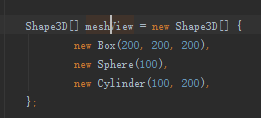 Shape3D[] meshView = new Shape3D[] {
new Box(200, 200, 200),
new Sphere(100),
new Cylinder(100, 200),
};